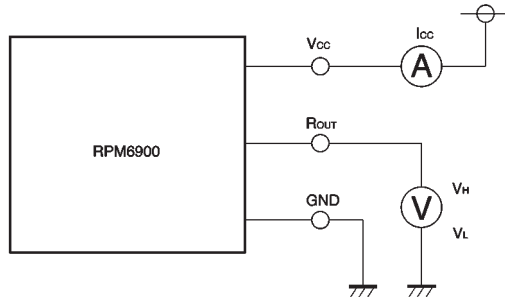 Icc
Vcc
A
ROUT
RPM6900
VH
GND
V
VL